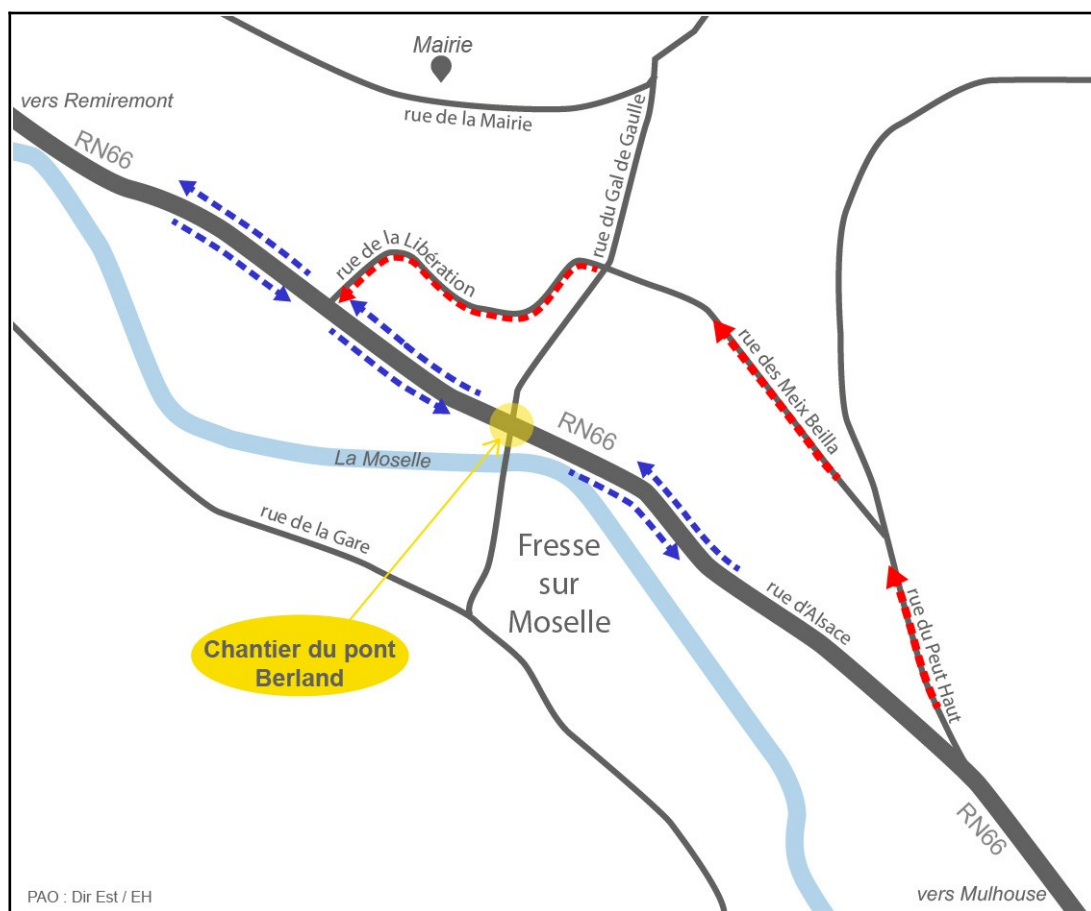 Mairie
vers Remiremont
rue de la Mairie
RN66
rue du Gal de Gaulle
rue de la Libération
rue des Meix Beilla
RN66
La Moselle
rue de la Gare
Fresse
sur
Moselle
rue d'Alsace
rue du Peut Haut
Chantier du pont
Berland
RN66
PAO : Dir Est / EH
vers Mulhouse